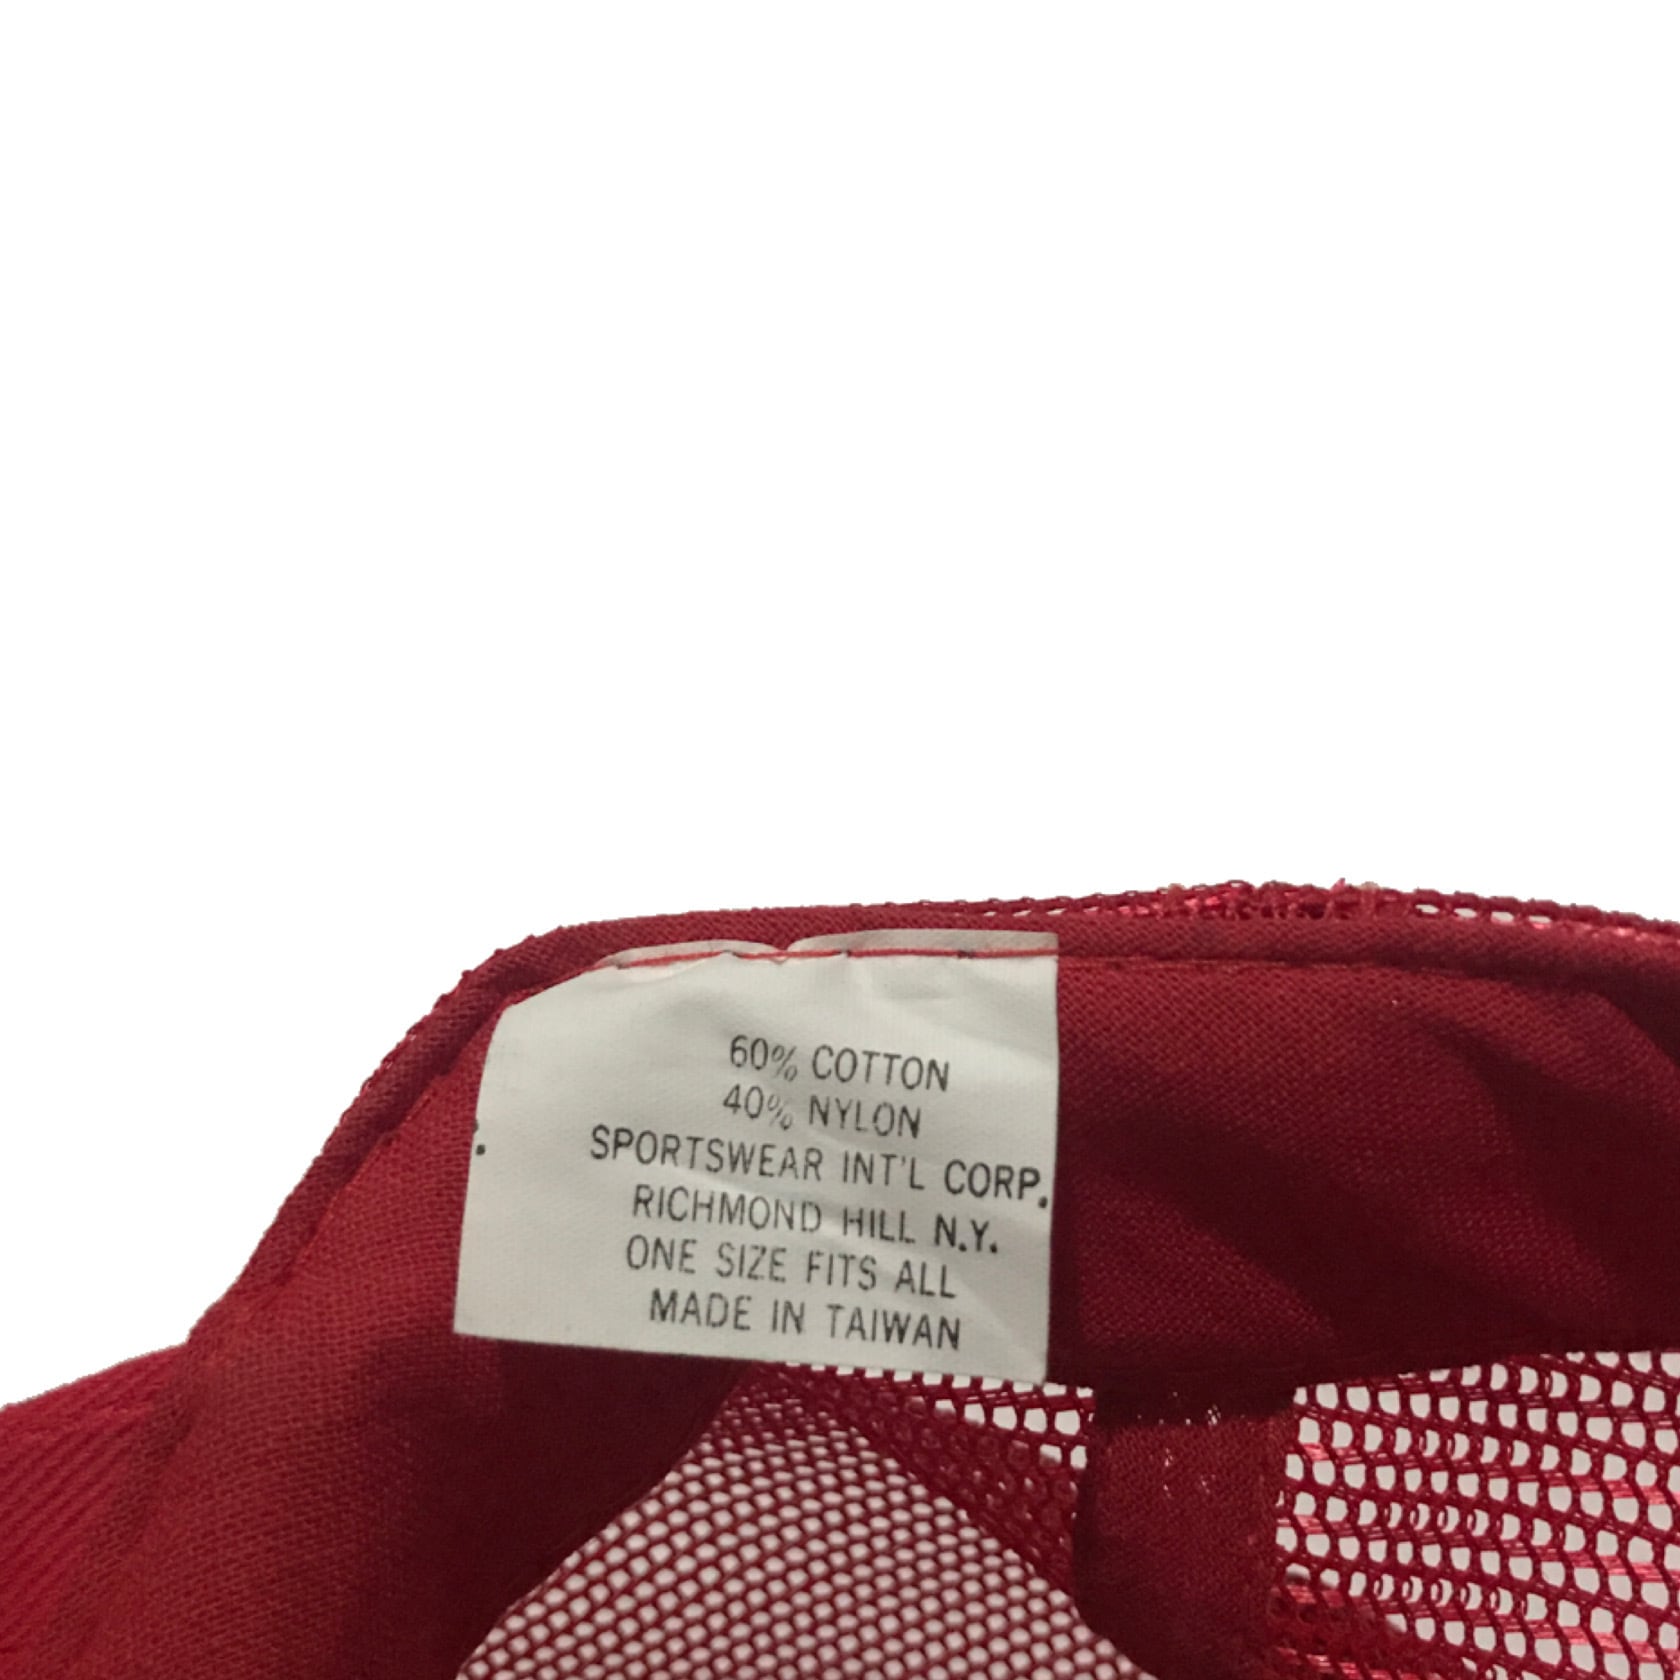 60% COTTON
40% NYLON
SPORTSWEAR INT'L CORP.
RICHMOND HILL N.Y.
ONE SIZE FITS ALL
MADE IN TAIWAN